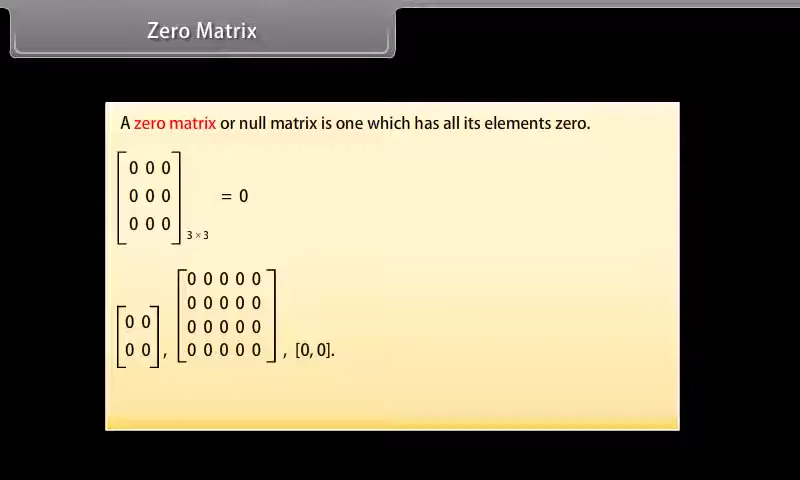 Zero Matrix
A zero matrix or null matrix is one which has all its elements zero.
0 0 0
0 0 0 = 0
0 0 0
3 × 3
0 0 0 0 0
0 0 0 0 0
0 0 0 0 0 0 0
0 0 , 0 0 0 0 0 , [0, 0].